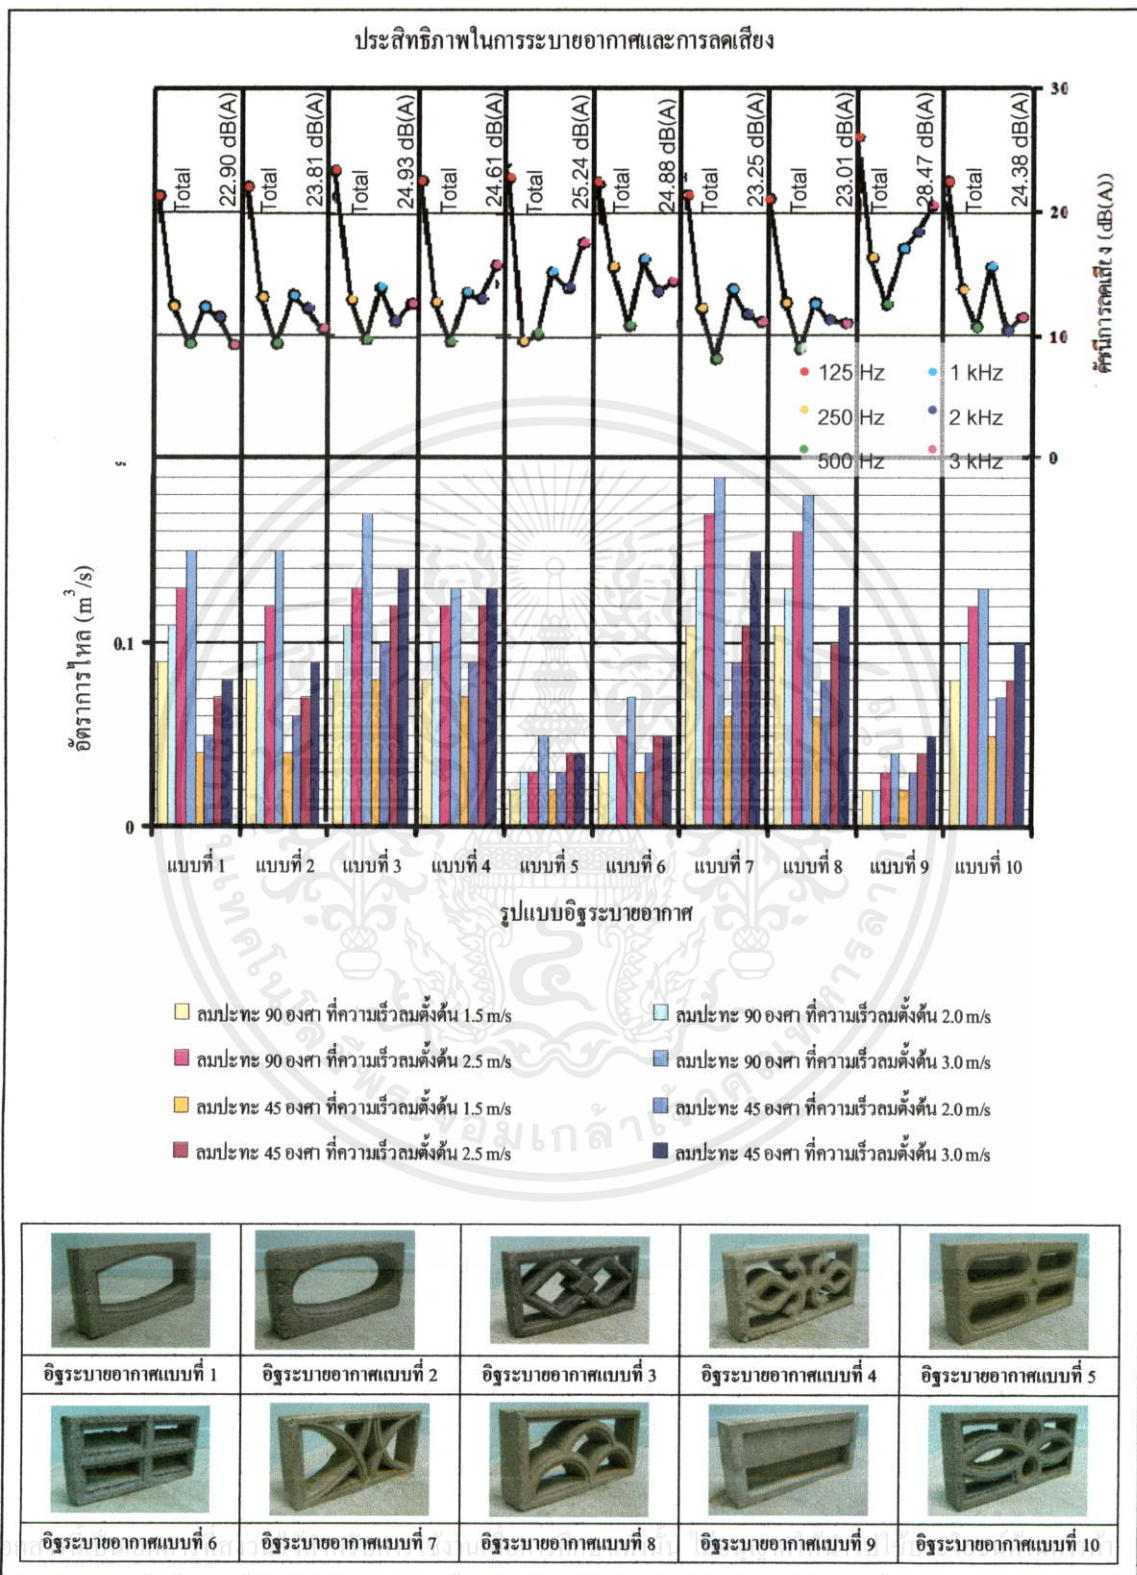 ประสิทธิภาพในการระบายอากาศและการลดเสียง
Total 22.90 dB(A)
Total 23.81 dB(A)
Total 24.93 dB(A)
Total 24.61 dB(A)
Total 25.24 dB(A)
Total 24.88 dB(A)
Total 23.25 dB(A)
Total 23.01 dB(A)
Total 28.47 dB(A)
Total 24.38 dB(A)
30
20
10
0
ดัชนีการลดเสียง (dB(A))
125 Hz
1 kHz
250 Hz
2 kHz
500 Hz
3 kHz
อัตราการไหล (m³/s)
0.1
0
แบบที่ 1 แบบที่ 2 แบบที่ 3 แบบที่ 4 แบบที่ 5 แบบที่ 6 แบบที่ 7 แบบที่ 8 แบบที่ 9 แบบที่ 10
รูปแบบอิฐระบายอากาศ
ลมปะทะ 90 องศา ที่ความเร็วลมตั้งต้น 1.5 m/s
ลมปะทะ 90 องศา ที่ความเร็วลมตั้งต้น 2.0 m/s
ลมปะทะ 90 องศา ที่ความเร็วลมตั้งต้น 2.5 m/s
ลมปะทะ 90 องศา ที่ความเร็วลมตั้งต้น 3.0 m/s
ลมปะทะ 45 องศา ที่ความเร็วลมตั้งต้น 1.5 m/s
ลมปะทะ 45 องศา ที่ความเร็วลมตั้งต้น 2.0 m/s
ลมปะทะ 45 องศา ที่ความเร็วลมตั้งต้น 2.5 m/s
ลมปะทะ 45 องศา ที่ความเร็วลมตั้งต้น 3.0 m/s
อิฐระบายอากาศแบบที่ 1
อิฐระบายอากาศแบบที่ 2
อิฐระบายอากาศแบบที่ 3
อิฐระบายอากาศแบบที่ 4
อิฐระบายอากาศแบบที่ 5
อิฐระบายอากาศแบบที่ 6
อิฐระบายอากาศแบบที่ 7
อิฐระบายอากาศแบบที่ 8
อิฐระบายอากาศแบบที่ 9
อิฐระบายอากาศแบบที่ 10